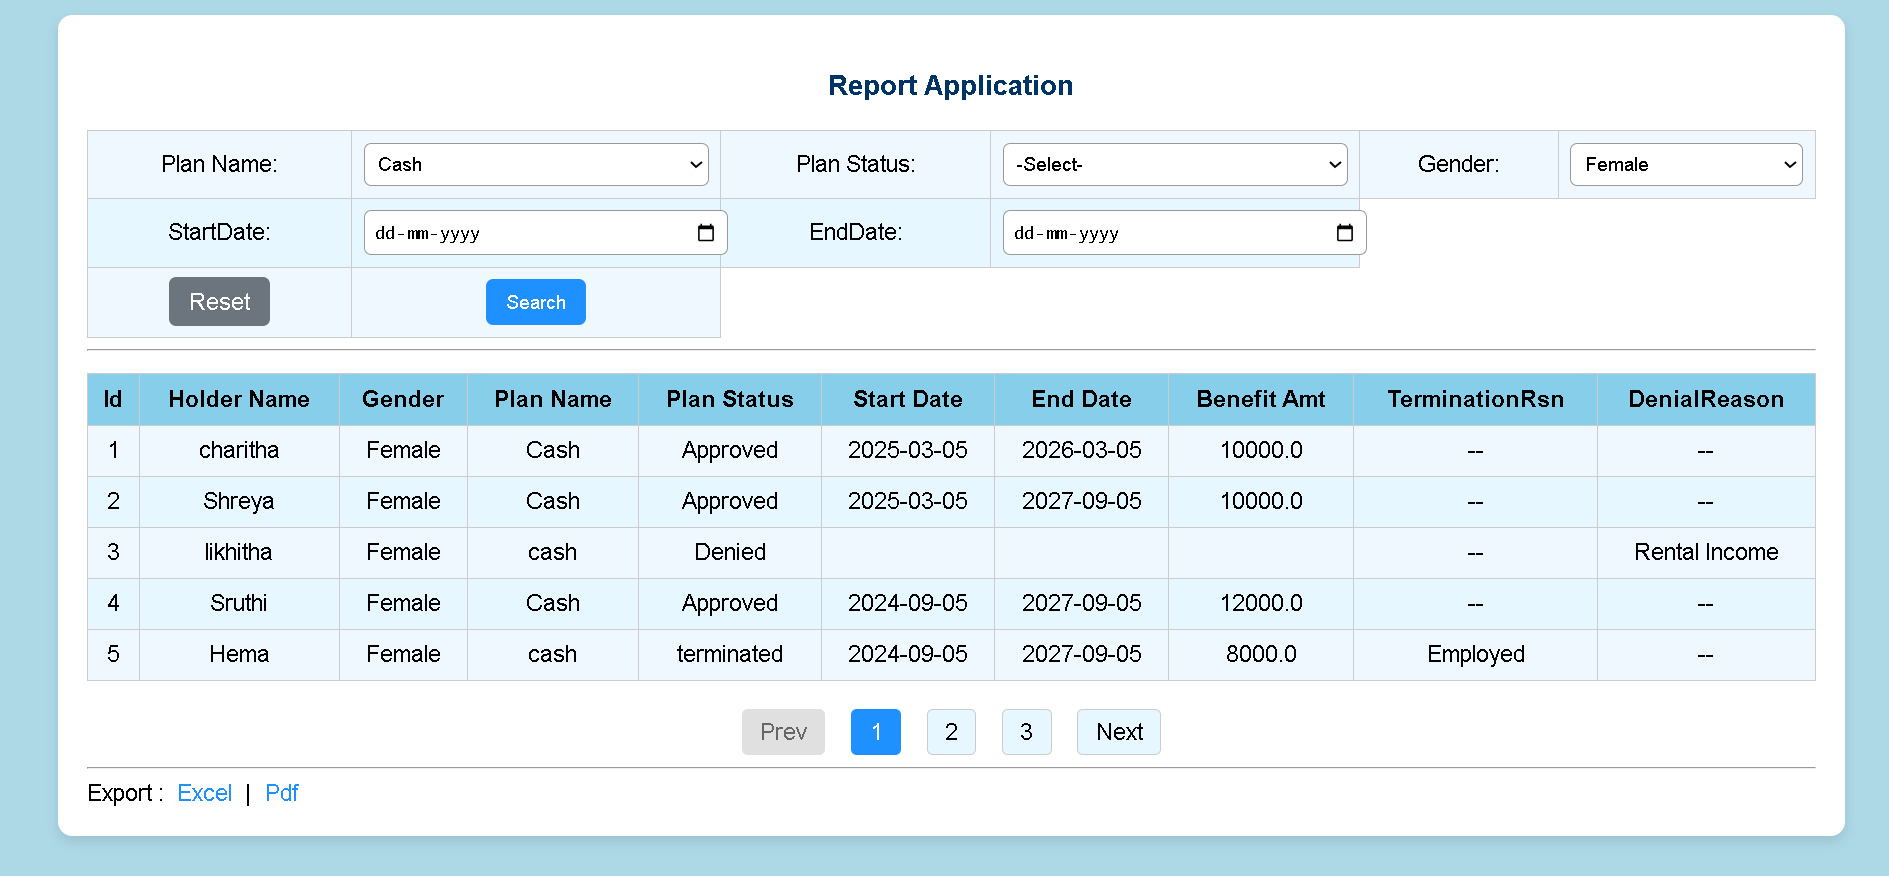 Report Application
Plan Name: Cash Plan Status: -Select- Gender: Female
StartDate: dd-mm-yyyy EndDate: dd-mm-yyyy
Reset Search
Id Holder Name Gender Plan Name Plan Status Start Date End Date Benefit Amt TerminationRsn DenialReason
1 charitha Female Cash Approved 2025-03-05 2026-03-05 10000.0 -- --
2 Shreya Female Cash Approved 2025-03-05 2027-09-05 10000.0 -- --
3 likhitha Female cash Denied -- Rental Income
4 Sruthi Female Cash Approved 2024-09-05 2027-09-05 12000.0 -- --
5 Hema Female cash terminated 2024-09-05 2027-09-05 8000.0 Employed --
Prev 1 2 3 Next
Export : Excel | Pdf